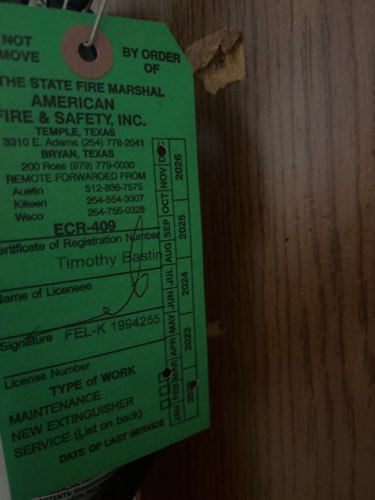 NOT
MOVE
BY ORDER
OF
THE STATE FIRE MARSHAL
AMERICAN
FIRE & SAFETY, INC.
TEMPLE, TEXAS
3310 E. Adams (254) 778-2041
BRYAN, TEXAS
200 Ross (979) 779-0030
REMOTE FORWARDED FROM
Austin 512-836-7575
Killeen 254-554-3307
Waco 254-755-0328
ECR-409
Certificate of Registration Number
Timothy Bastin
Name of Licensee
Signature FEL-K 1994255
License Number
TYPE of WORK
MAINTENANCE
NEW EXTINGUISHER
SERVICE (List on back)
DATE OF LAST SERVICE
JAN FEB MAR APR MAY JUN JUL AUG SEP OCT NOV
2023 2024 2025 2026